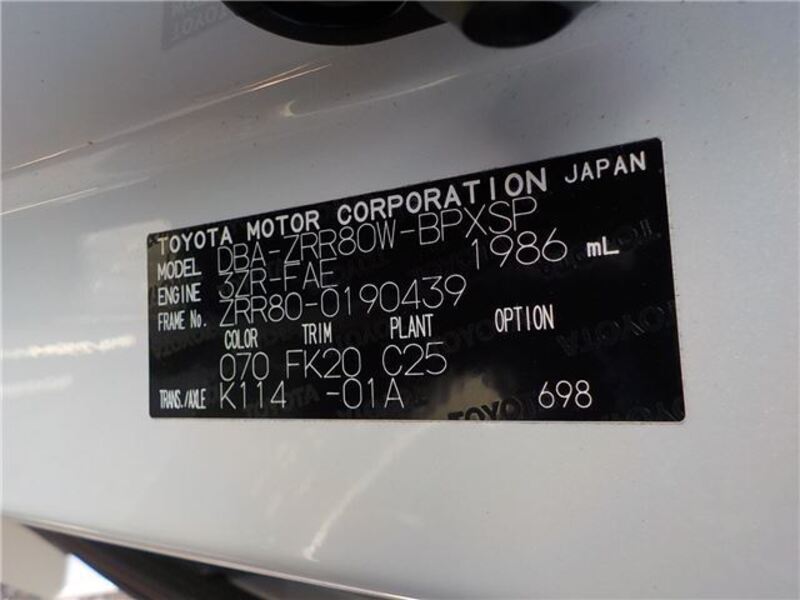 TOYOTA MOTOR CORPORATION JAPAN
MODEL DBA-ZRR80W-BPXSP
ENGINE 3ZR-FAE 1986 mL
FRAME No. ZRR80-0190439
COLOR TRIM PLANT OPTION
070 FK20 C25
TRANS./AXLE K114 -01A 698